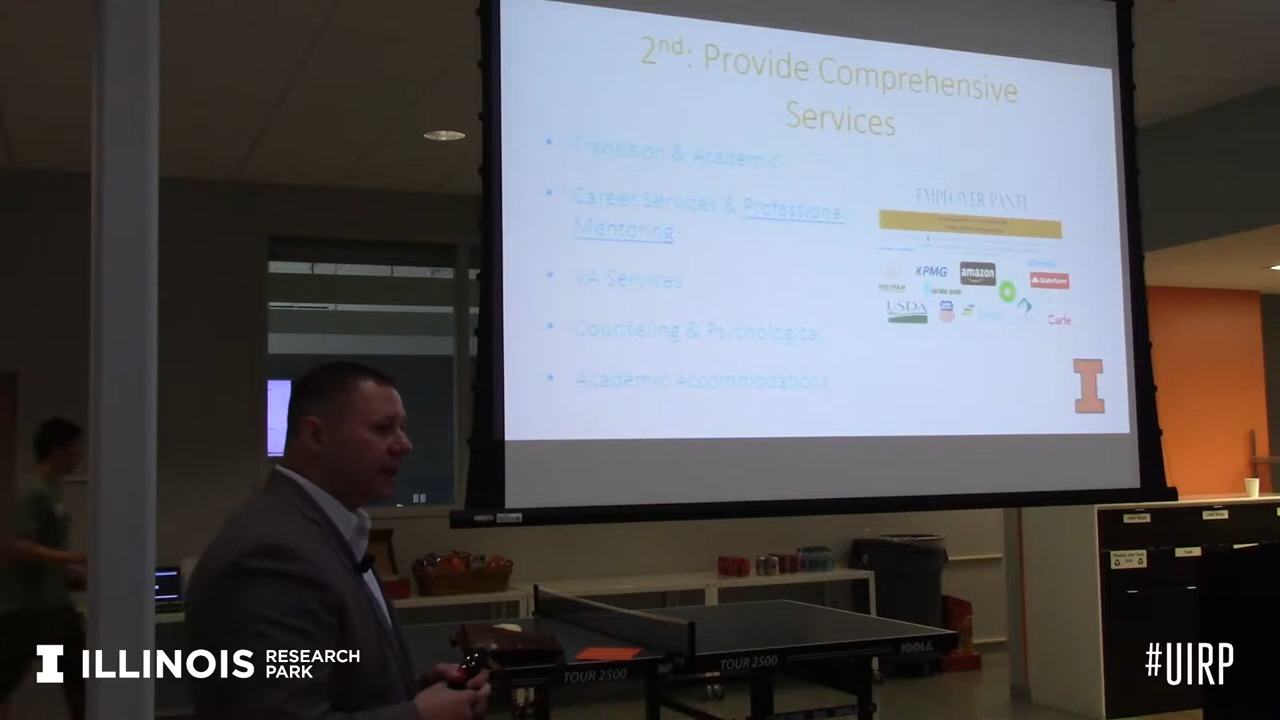 2nd: Provide Comprehensive
Services
• Transition & Academic
• Career Services & Professional
Mentoring
• VA Services
• Counseling & Psychological
• Academic Accommodations
EMPLOYER PANEL
KPMG
amazon
State Farm
USDA
Carle
I
TOUR 2500
TOUR 2500
JOOLA
I ILLINOIS RESEARCH
PARK
#UIRP